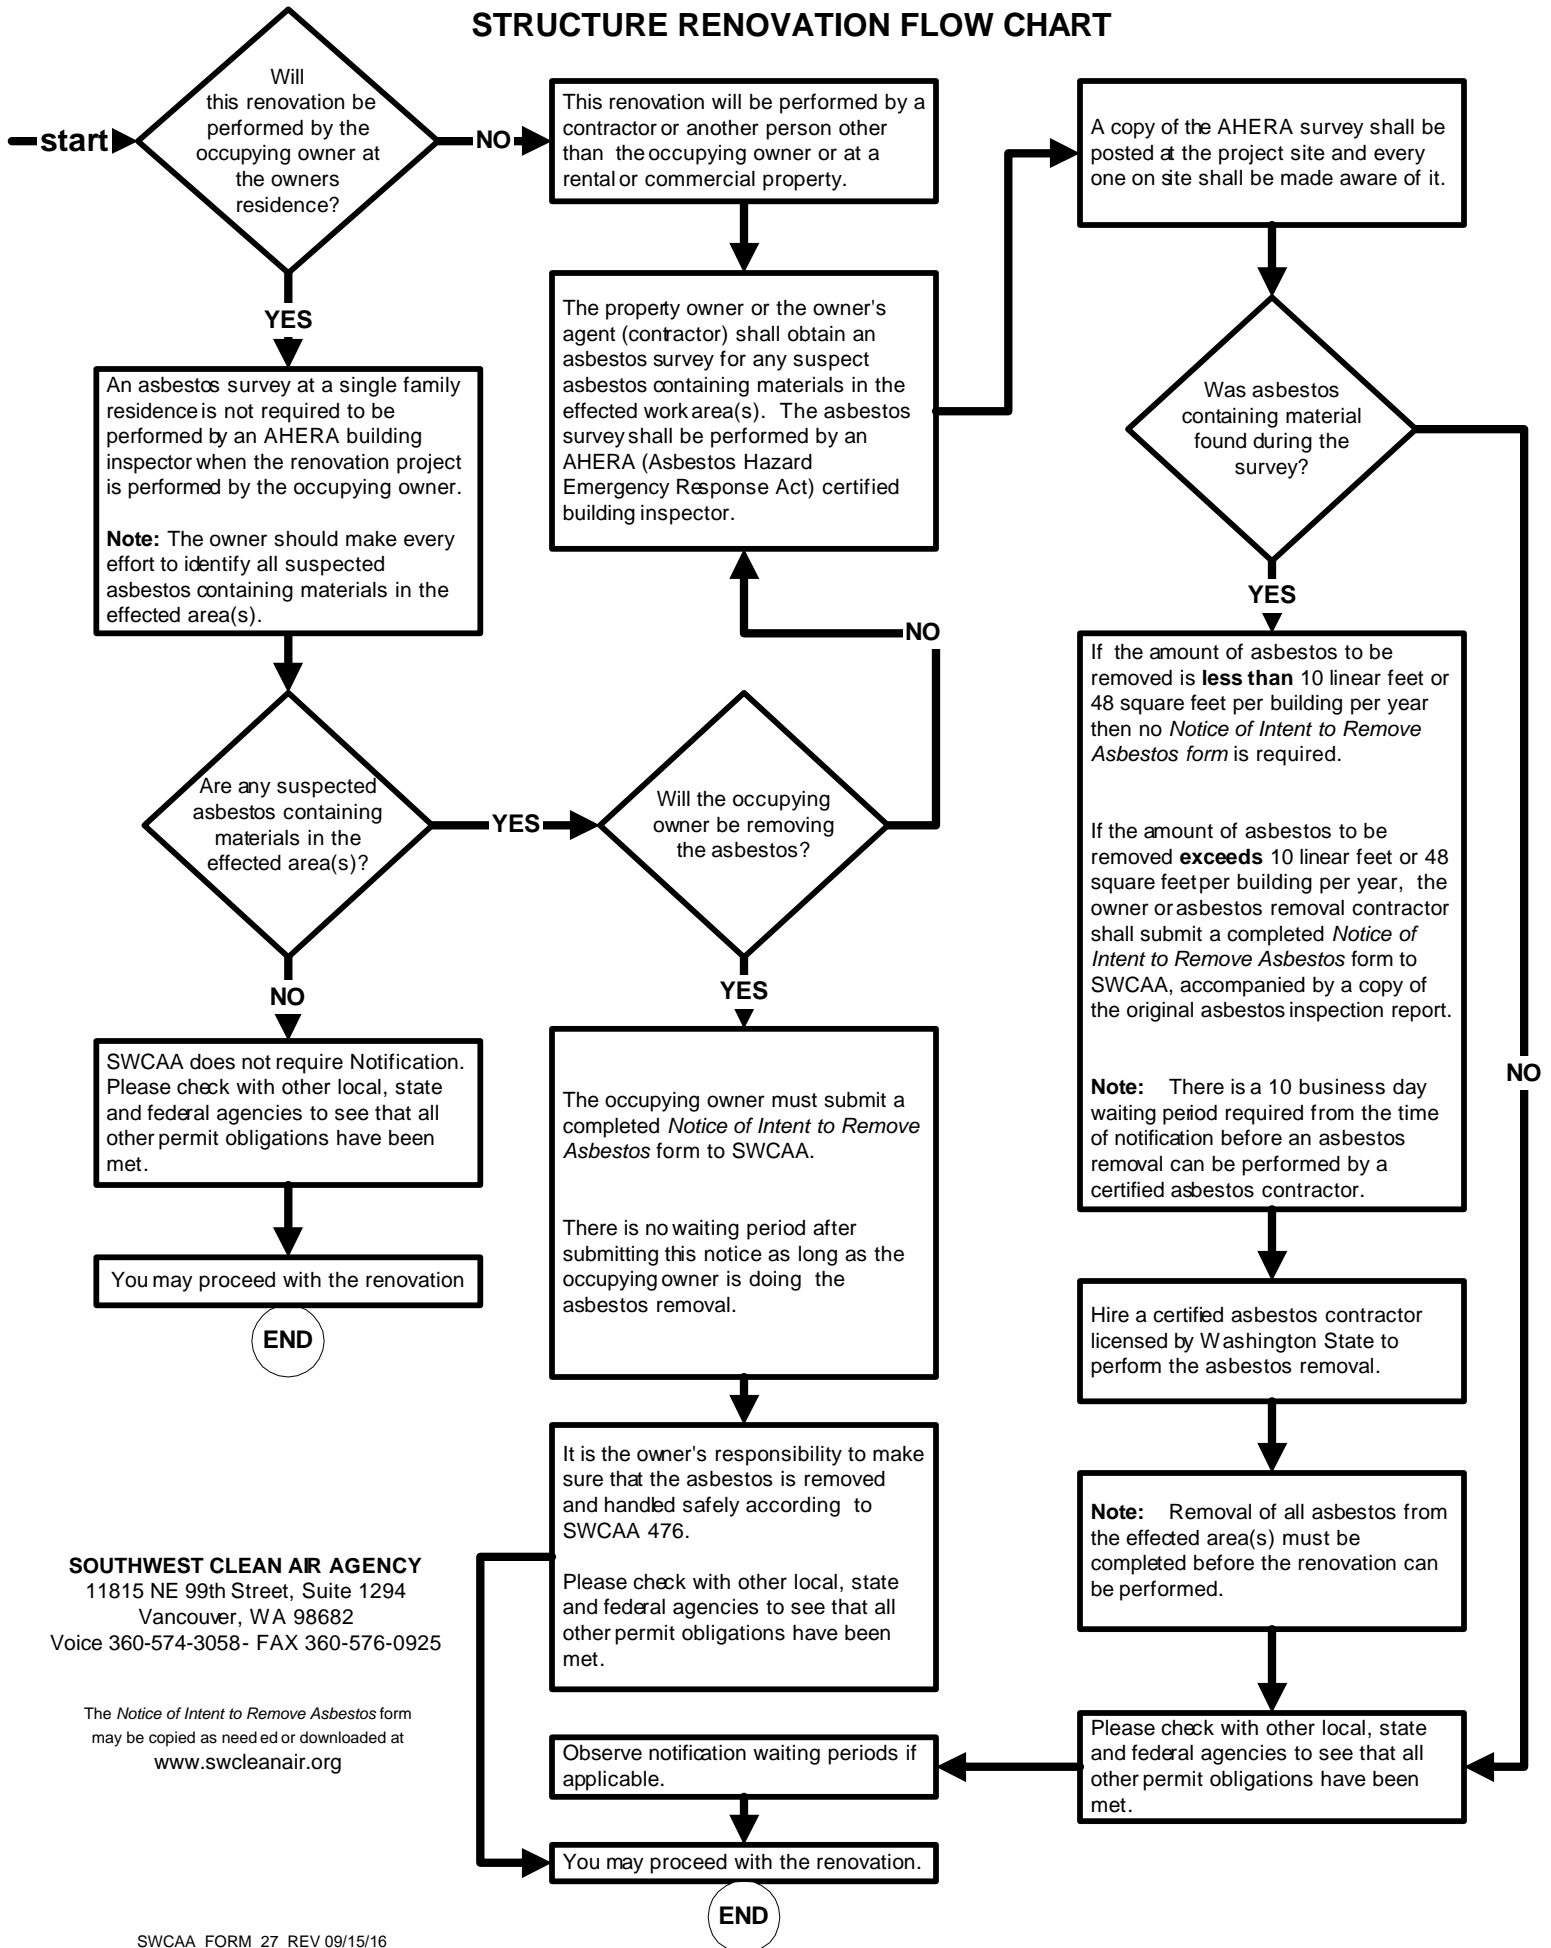 STRUCTURE RENOVATION FLOW CHART
start
Will
this renovation be
performed by the
occupying owner at
the owners
residence?
NO
This renovation will be performed by a
contractor or another person other
than the occupying owner or at a
rental or commercial property.
YES
An asbestos survey at a single family
residence is not required to be
performed by an AHERA building
inspector when the renovation project
is performed by the occupying owner.
Note: The owner should make every
effort to identify all suspected
asbestos containing materials in the
effected area(s).
The property owner or the owner's
agent (contractor) shall obtain an
asbestos survey for any suspect
asbestos containing materials in the
effected work area(s). The asbestos
survey shall be performed by an
AHERA (Asbestos Hazard
Emergency Response Act) certified
building inspector.
A copy of the AHERA survey shall be
posted at the project site and every
one on site shall be made aware of it.
Was asbestos
containing material
found during the
survey?
YES
NO
Are any suspected
asbestos containing
materials in the
effected area(s)?
YES
Will the occupying
owner be removing
the asbestos?
NO
NO
SWCAA does not require Notification.
Please check with other local, state
and federal agencies to see that all
other permit obligations have been
met.
You may proceed with the renovation
END
YES
The occupying owner must submit a
completed Notice of Intent to Remove
Asbestos form to SWCAA.
There is no waiting period after
submitting this notice as long as the
occupying owner is doing the
asbestos removal.
It is the owner's responsibility to make
sure that the asbestos is removed
and handled safely according to
SWCAA 476.
Please check with other local, state
and federal agencies to see that all
other permit obligations have been
met.
If the amount of asbestos to be
removed is less than 10 linear feet or
48 square feet per building per year
then no Notice of Intent to Remove
Asbestos form is required.
If the amount of asbestos to be
removed exceeds 10 linear feet or 48
square feet per building per year, the
owner or asbestos removal contractor
shall submit a completed Notice of
Intent to Remove Asbestos form to
SWCAA, accompanied by a copy of
the original asbestos inspection report.
Note: There is a 10 business day
waiting period required from the time
of notification before an asbestos
removal can be performed by a
certified asbestos contractor.
Hire a certified asbestos contractor
licensed by Washington State to
perform the asbestos removal.
Note: Removal of all asbestos from
the effected area(s) must be
completed before the renovation can
be performed.
Please check with other local, state
and federal agencies to see that all
other permit obligations have been
met.
Observe notification waiting periods if
applicable.
You may proceed with the renovation.
END
SOUTHWEST CLEAN AIR AGENCY
11815 NE 99th Street, Suite 1294
Vancouver, WA 98682
Voice 360-574-3058- FAX 360-576-0925
The Notice of Intent to Remove Asbestos form
may be copied as needed or downloaded at
www.swcleanair.org
SWCAA FORM 27 REV 09/15/16